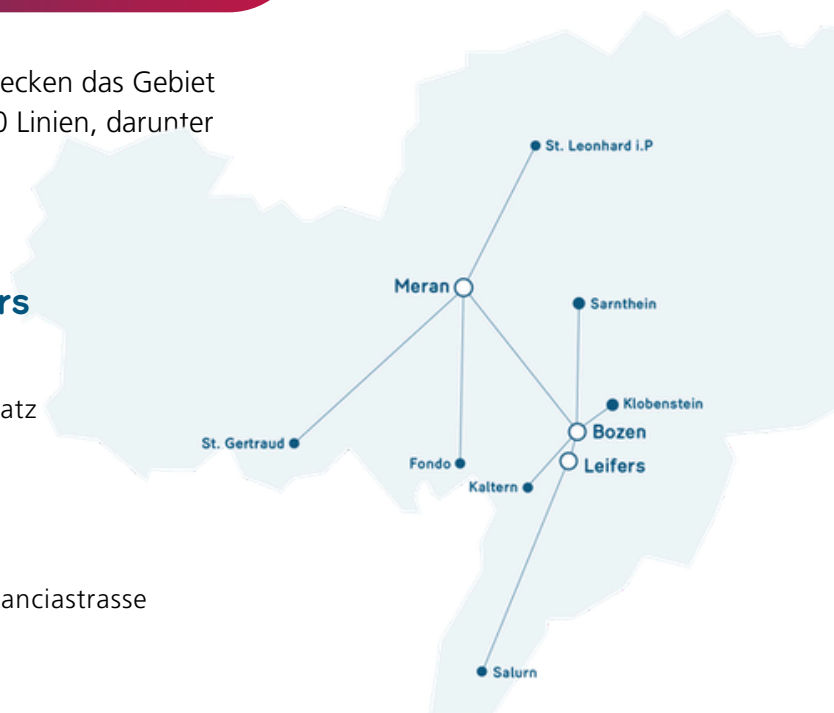 ecken das Gebiet
0 Linien, darunter
rs
atz
anciastrasse
St. Leonhard i.P
Meran
Sarnthein
Klobenstein
Bozen
St. Gertraud
Fondo
Leifers
Kaltern
Salurn